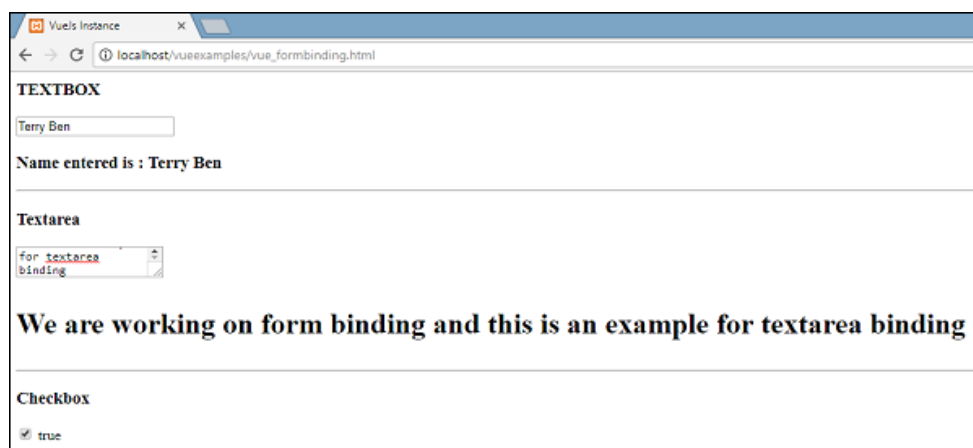 VueJs Instance
localhost/vueexamples/vue_formbinding.html
TEXTBOX
Terry Ben
Name entered is : Terry Ben
Textarea
for textarea
binding
We are working on form binding and this is an example for textarea binding
Checkbox
true